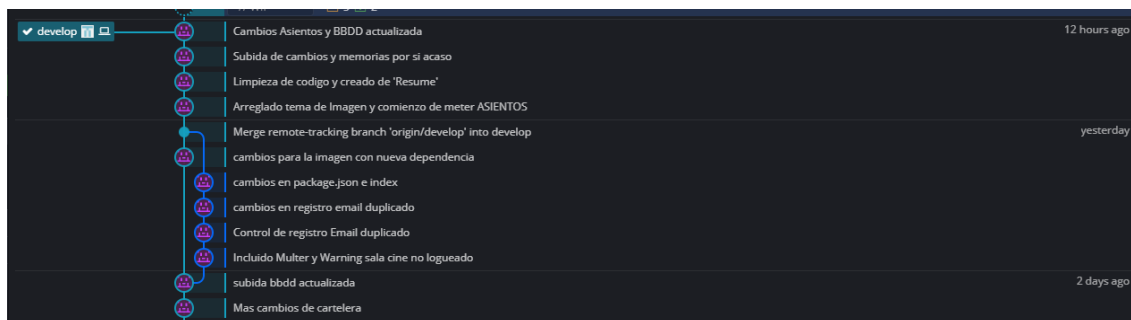 develop
Cambios Asientos y BBDD actualizada
12 hours ago
Subida de cambios y memorias por si acaso
Limpieza de codigo y creado de 'Resume'
Arreglado tema de Imagen y comienzo de meter ASIENTOS
Merge remote-tracking branch 'origin/develop' into develop
yesterday
cambios para la imagen con nueva dependencia
cambios en package.json e index
cambios en registro email duplicado
Control de registro Email duplicado
Incluido Multer y Warning sala cine no logueado
subida bbdd actualizada
2 days ago
Mas cambios de cartelera